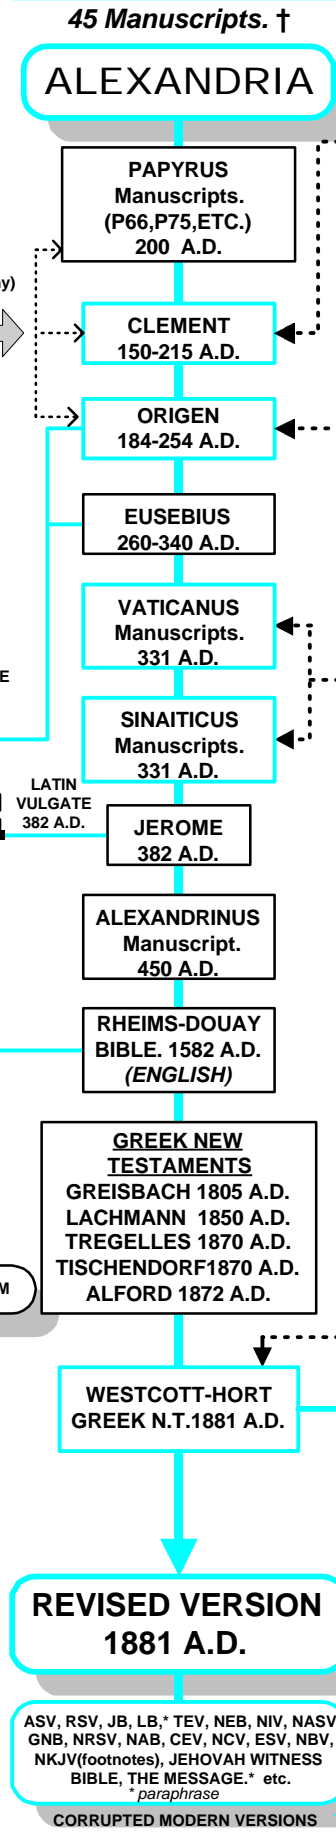 45 Manuscripts. †
ALEXANDRIA
PAPYRUS
Manuscripts.
(P66,P75,ETC.)
200 A.D.
y)
CLEMENT
150-215 A.D.
ORIGEN
184-254 A.D.
EUSEBIUS
260-340 A.D.
VATICANUS
Manuscripts.
331 A.D.
E
SINAITICUS
Manuscripts.
331 A.D.
LATIN
VULGATE
382 A.D.
JEROME
382 A.D.
ALEXANDRINUS
Manuscript.
450 A.D.
RHEIMS-DOUAY
BIBLE. 1582 A.D.
(ENGLISH)
GREEK NEW
TESTAMENTS
GREISBACH 1805 A.D.
LACHMANN 1850 A.D.
TREGELLES 1870 A.D.
TISCHENDORF1870 A.D.
ALFORD 1872 A.D.
M
WESTCOTT-HORT
GREEK N.T.1881 A.D.
REVISED VERSION
1881 A.D.
ASV, RSV, JB, LB,* TEV, NEB, NIV, NASV
GNB, NRSV, NAB, CEV, NCV, ESV, NBV,
NKJV(footnotes), JEHOVAH WITNESS
BIBLE, THE MESSAGE.* etc.
* paraphrase
CORRUPTED MODERN VERSIONS